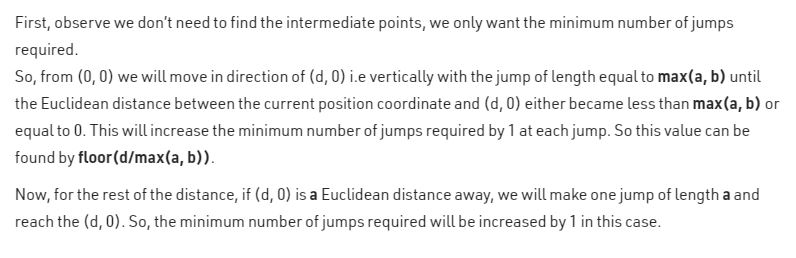 First, observe we don't need to find the intermediate points, we only want the minimum number of jumps
required.
So, from (0, 0) we will move in direction of (d, 0) i.e vertically with the jump of length equal to max(a, b) until
the Euclidean distance between the current position coordinate and (d, 0) either became less than max(a, b) or
equal to 0. This will increase the minimum number of jumps required by 1 at each jump. So this value can be
found by floor(d/max(a, b)).
Now, for the rest of the distance, if (d, 0) is a Euclidean distance away, we will make one jump of length a and
reach the (d, 0). So, the minimum number of jumps required will be increased by 1 in this case.